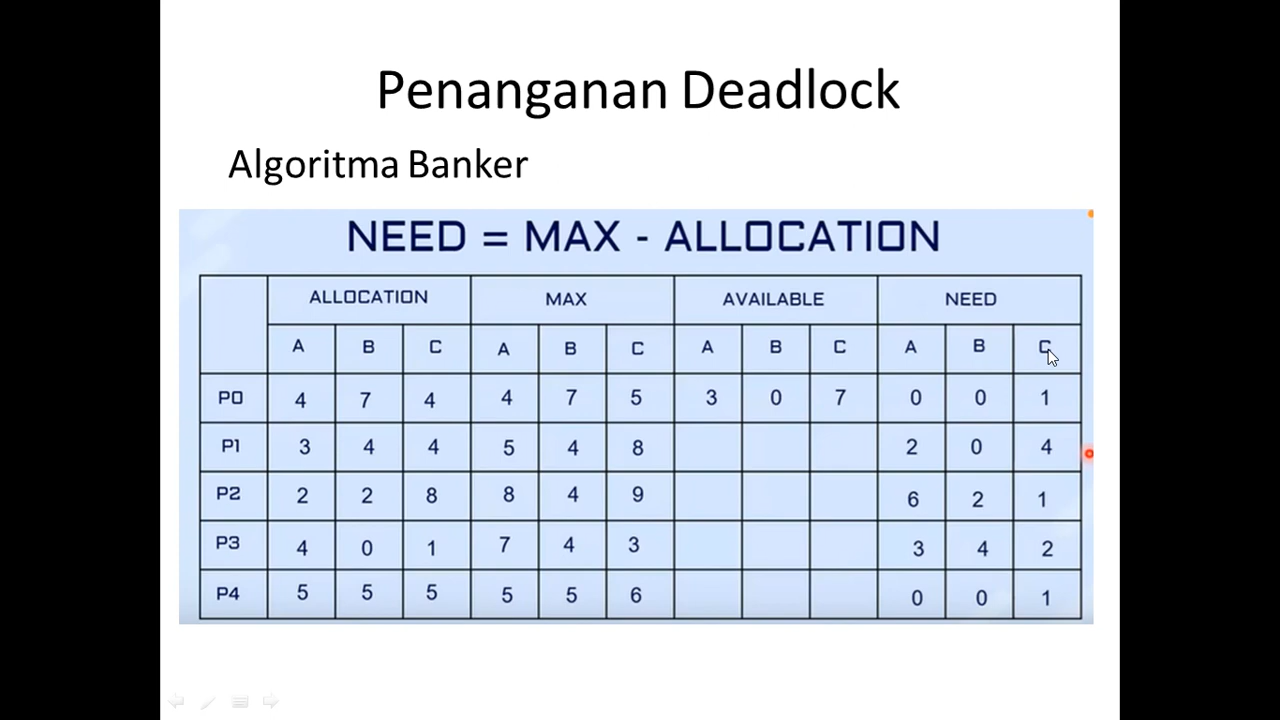 Penanganan Deadlock
Algoritma Banker
NEED = MAX - ALLOCATION
ALLOCATION MAX AVAILABLE NEED
A B C A B C A B C A B C
P0 4 7 4 4 7 5 3 0 7 0 0 1
P1 3 4 4 5 4 8 2 0 4
P2 2 2 8 8 4 9 6 2 1
P3 4 0 1 7 4 3 3 4 2
P4 5 5 5 5 5 6 0 0 1